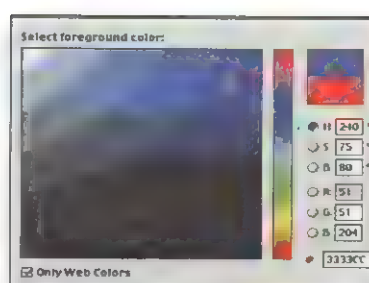 Select foreground color:
H: 240 °
S: 75
B: 80
R: 51
G: 51
B: 204
# 3333CC
Only Web Colors